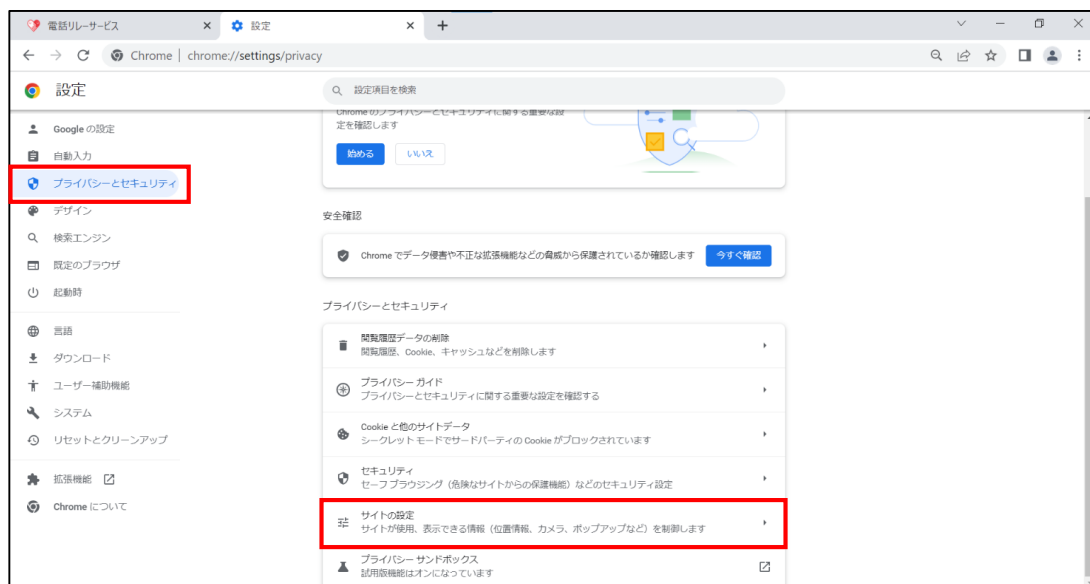 電話リレーサービス
設定
Chrome
chrome://settings/privacy
設定
設定項目を検索
Google の設定
自動入力
プライバシーとセキュリティ
デザイン
検索エンジン
既定のブラウザ
起動時
言語
ダウンロード
ユーザー補助機能
システム
リセットとクリーンアップ
拡張機能
Chrome について
Chrome のプライバシーとセキュリティに関する重要な設
定を確認します
始める
いいえ
安全確認
Chrome でデータ侵害や不正な拡張機能などの脅威から保護されているか確認します
今すぐ確認
プライバシーとセキュリティ
閲覧履歴データの削除
閲覧履歴、Cookie、キャッシュなどを削除します
プライバシー ガイド
プライバシーとセキュリティに関する重要な設定を確認する
Cookie と他のサイトデータ
シークレット モードでサードパーティの Cookie がブロックされています
セキュリティ
セーフ ブラウジング（危険なサイトからの保護機能）などのセキュリティ設定
サイトの設定
サイトが使用、表示できる情報（位置情報、カメラ、ポップアップなど）を制御します
プライバシー サンドボックス
試用版機能はオンになっています